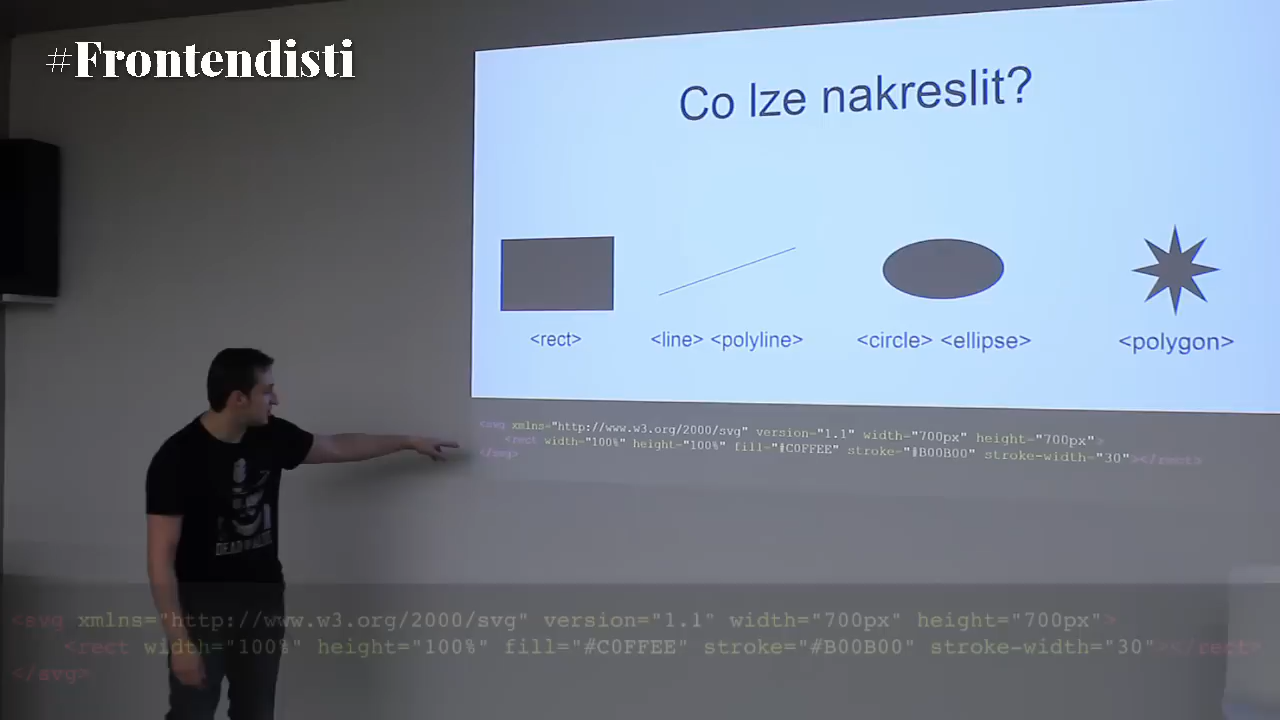 #Frontendisti
Co lze nakreslit?
<rect>
<line> <polyline>
<circle> <ellipse>
<polygon>
<svg xmlns="http://www.w3.org/2000/svg" version="1.1" width="700px" height="700px">
<rect width="100%" height="100%" fill="#C0FFEE" stroke="#B00B00" stroke-width="30"></rect>
</svg>
DEAD
<svg xmlns="http://www.w3.org/2000/svg" version="1.1" width="700px" height="700px">
<rect width="100%" height="100%" fill="#C0FFEE" stroke="#B00B00" stroke-width="30"></rect>
</svg>